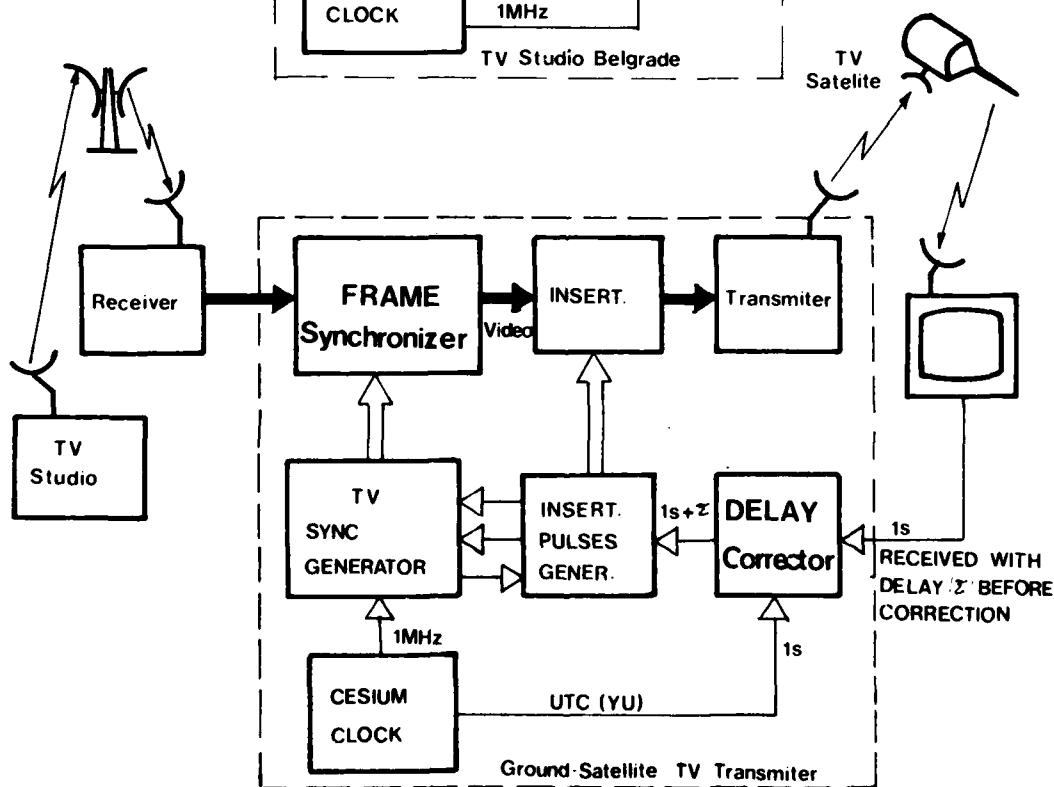 CLOCK
1MHz
TV Studio Belgrade
TV
Satelite
Receiver
FRAME
Synchronizer
Video
INSERT.
Transmiter
TV
Studio
TV
SYNC
GENERATOR
INSERT.
PULSES
GENER.
1s+τ
DELAY
Corrector
1s
RECEIVED WITH
DELAY τ BEFORE
CORRECTION
1MHz
1s
CESIUM
CLOCK
UTC (YU)
Ground-Satellite TV Transmiter